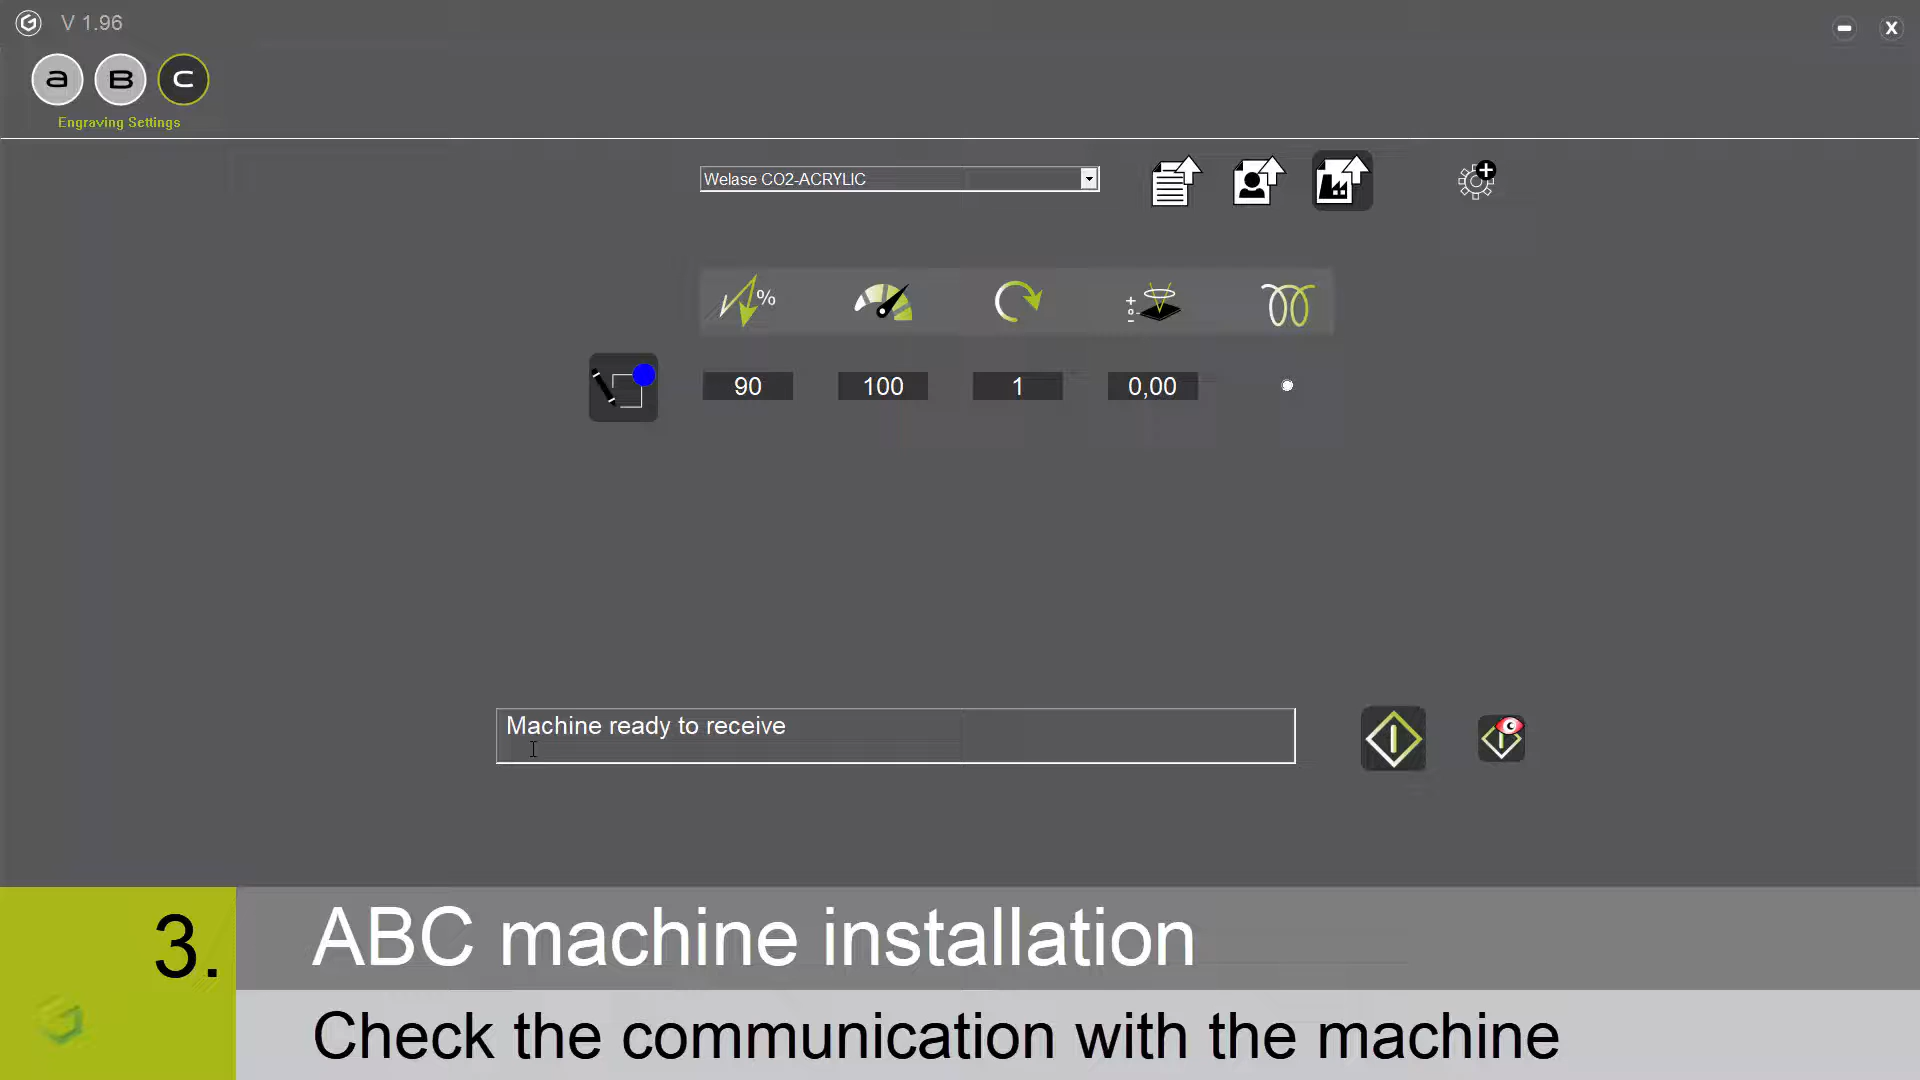 V 1.96
a B C
Engraving Settings
Welase CO2-ACRYLIC
%
+
0
-
90 100 1 0,00
Machine ready to receive
3. ABC machine installation
Check the communication with the machine